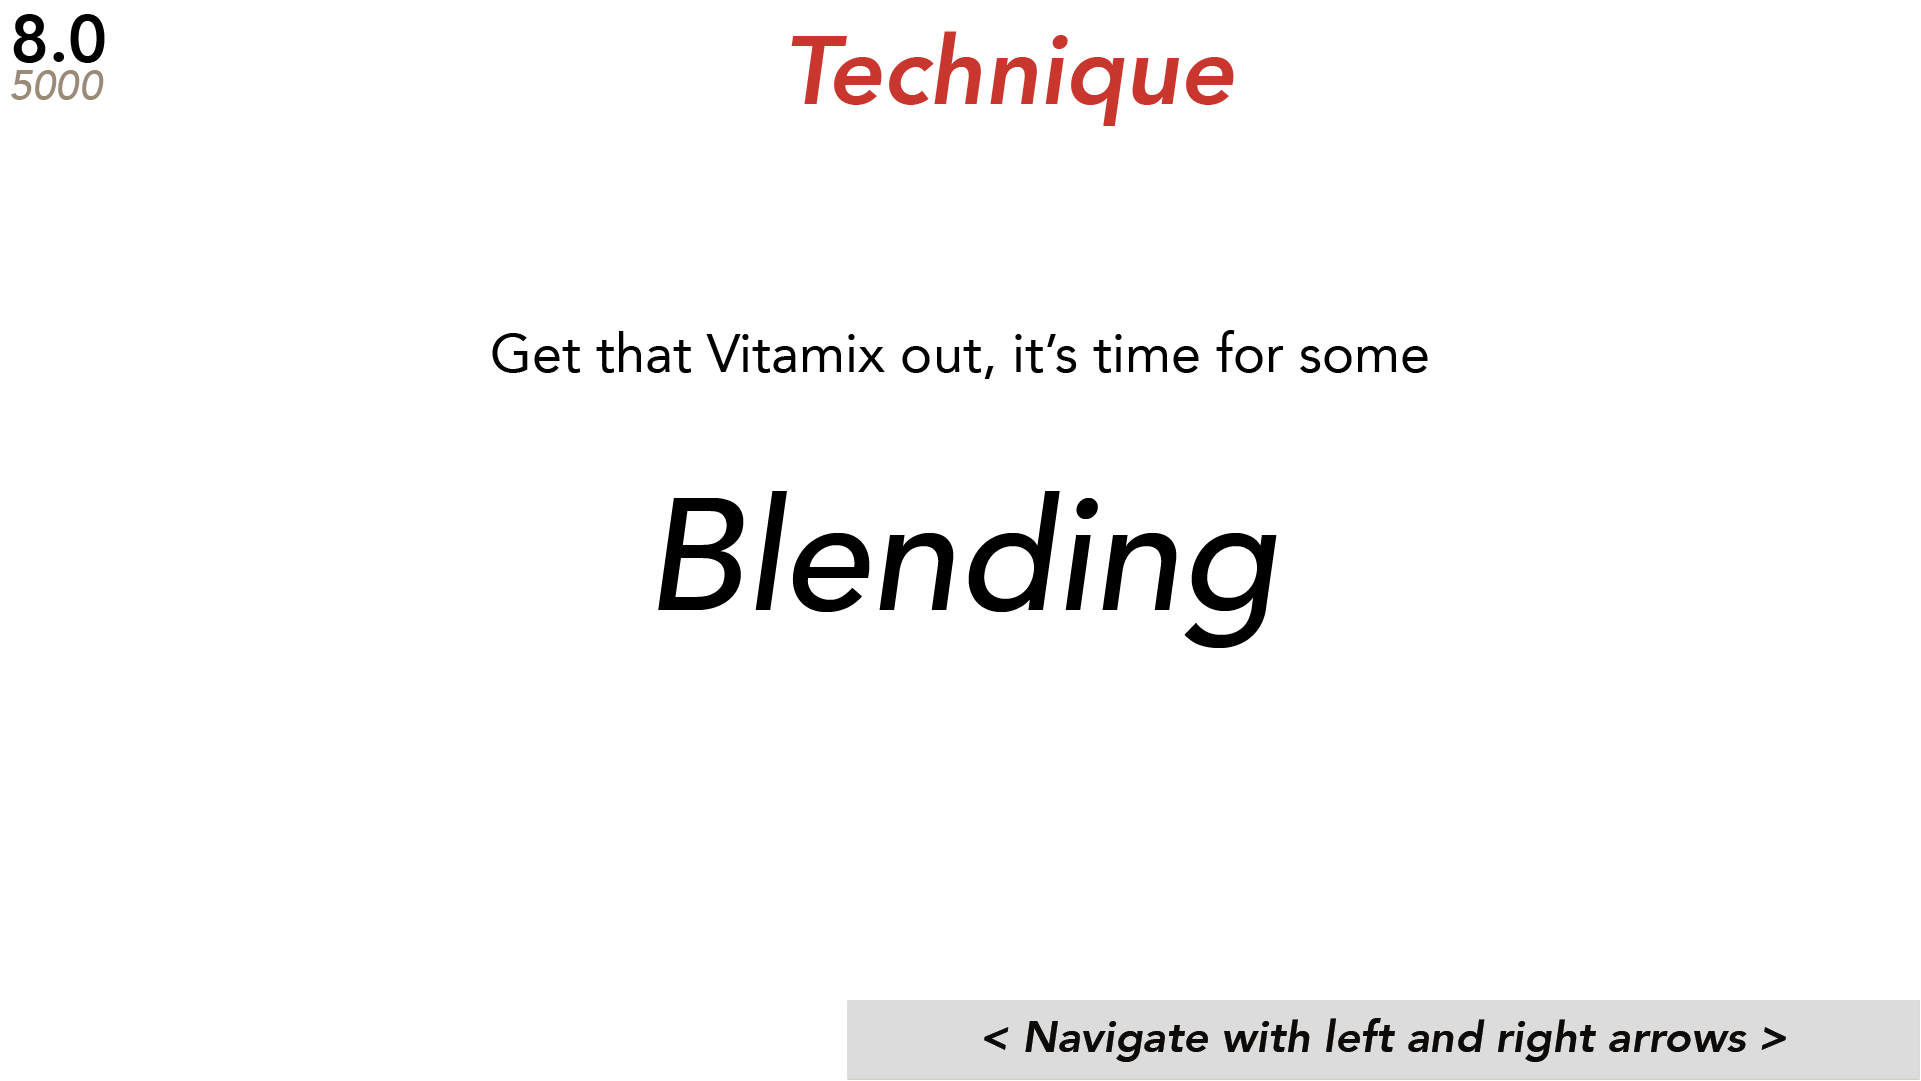 8.0
5000
Technique
Get that Vitamix out, it’s time for some
Blending
< Navigate with left and right arrows >